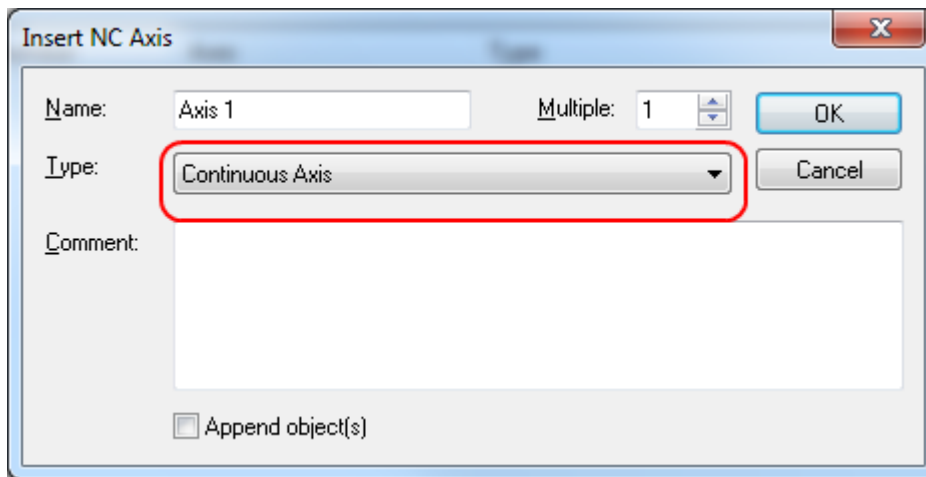 Insert NC Axis
Name: Axis 1 Multiple: 1 OK
Type: Continuous Axis Cancel
Comment:
Append object(s)